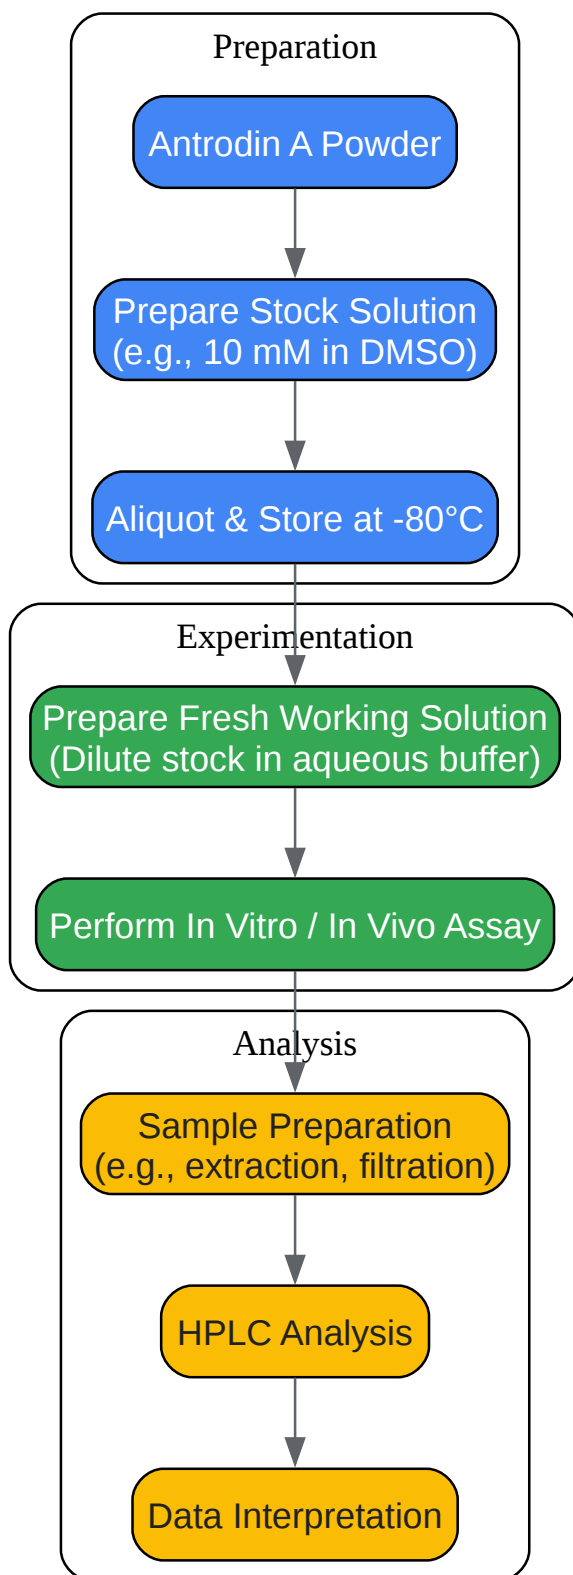 Preparation
Antrodin A Powder
Prepare Stock Solution
(e.g., 10 mM in DMSO)
Aliquot & Store at -80°C
Experimentation
Prepare Fresh Working Solution
(Dilute stock in aqueous buffer)
Perform In Vitro / In Vivo Assay
Analysis
Sample Preparation
(e.g., extraction, filtration)
HPLC Analysis
Data Interpretation